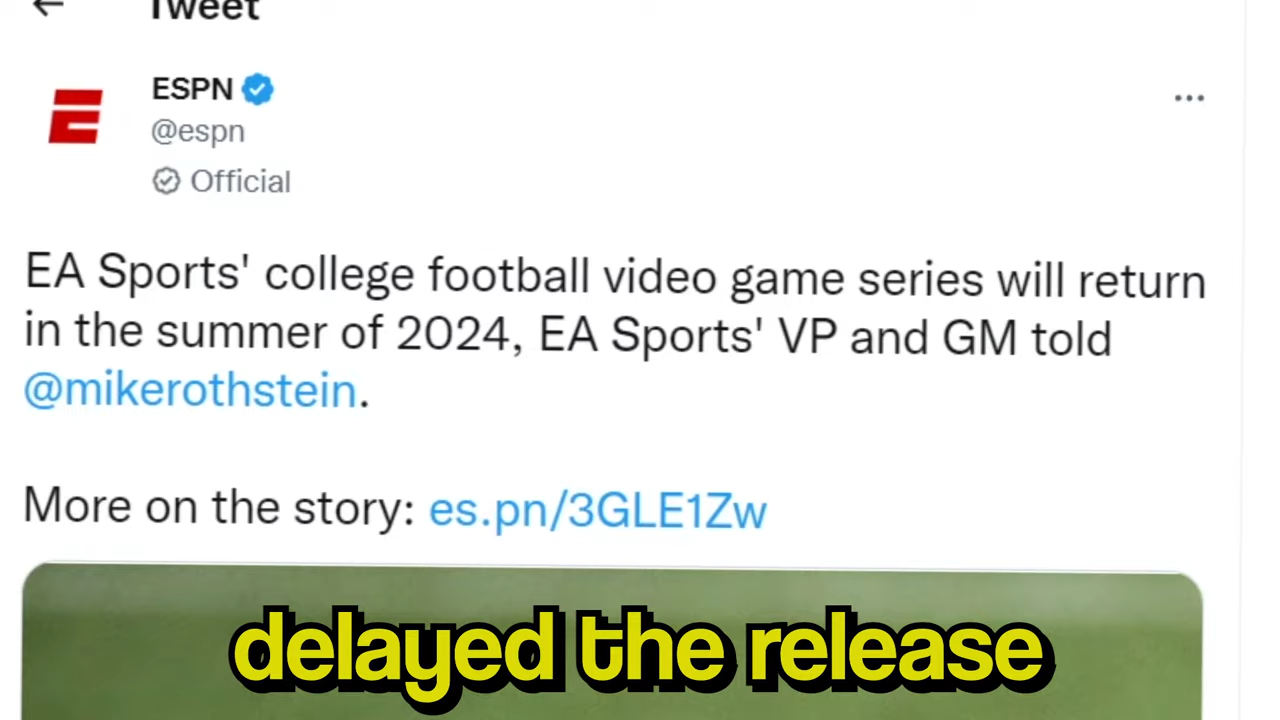 Tweet
ESPN
@espn
Official
EA Sports' college football video game series will return
in the summer of 2024, EA Sports' VP and GM told
@mikerothstein.
More on the story: es.pn/3GLE1Zw
delayed the release